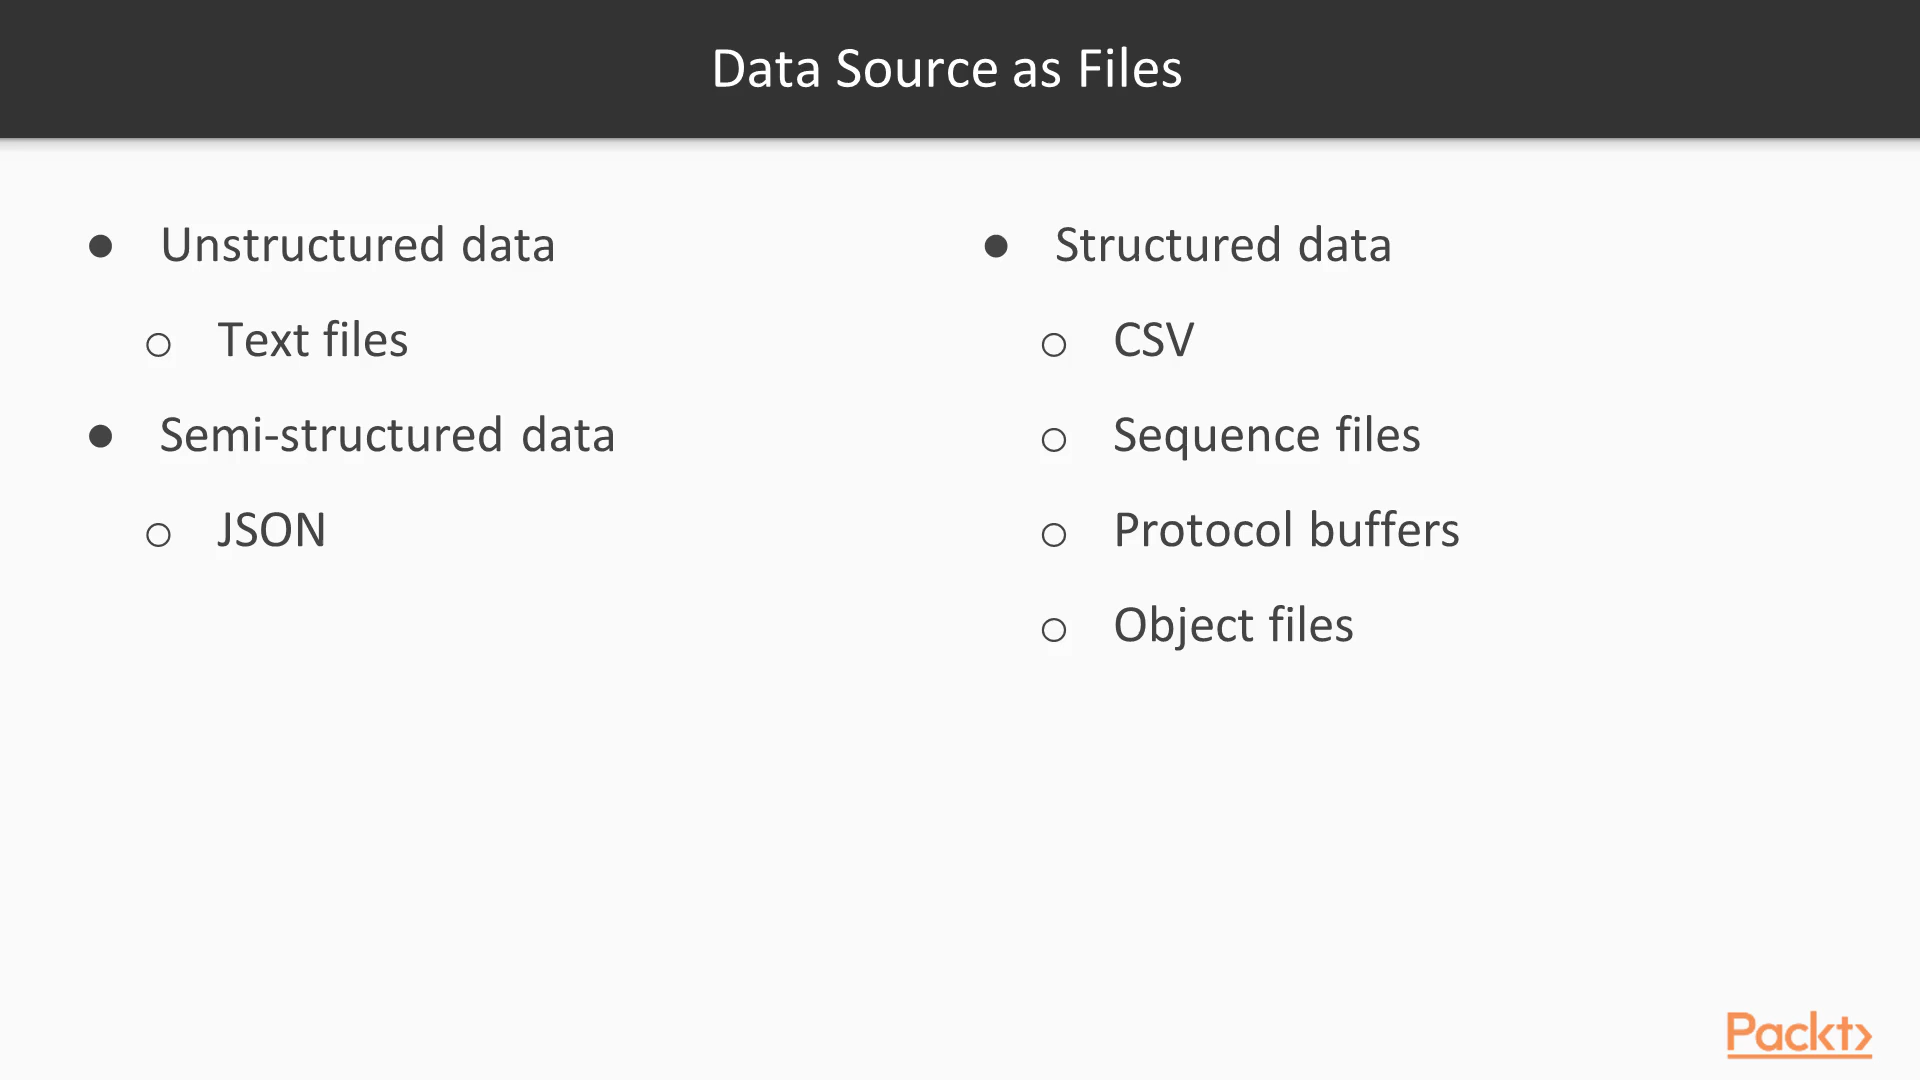 Data Source as Files
● Unstructured data
○ Text files
● Semi-structured data
○ JSON
● Structured data
○ CSV
○ Sequence files
○ Protocol buffers
○ Object files
Packt>